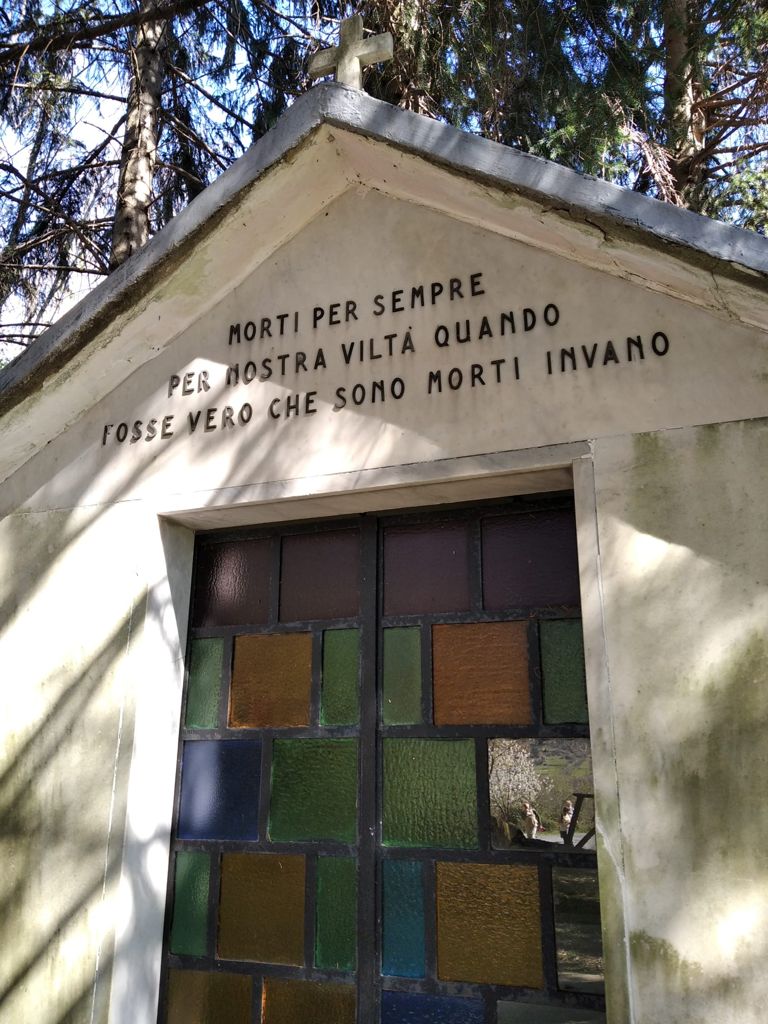 MORTI PER SEMPRE
PER NOSTRA VILTÀ QUANDO
FOSSE VERO CHE SONO MORTI INVANO